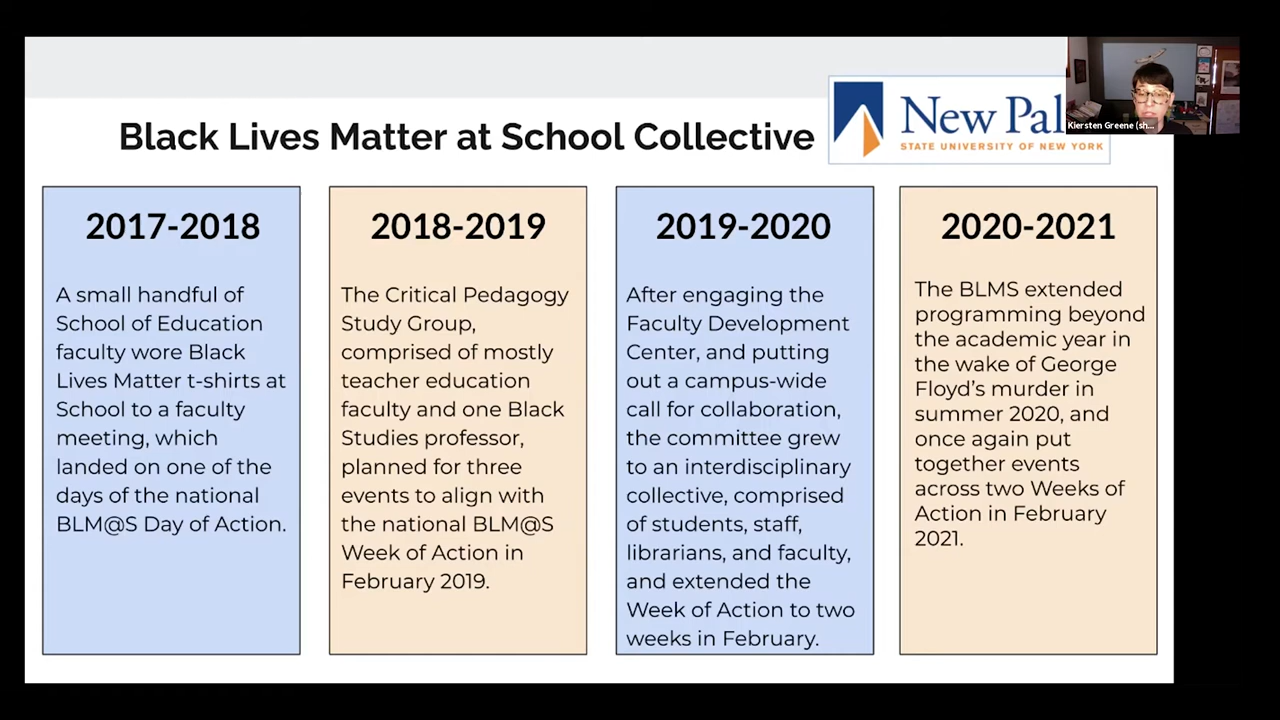 Black Lives Matter at School Collective
New Pal
STATE UNIVERSITY OF NEW YORK
Kiersten Greene (sh...
2017-2018
A small handful of
School of Education
faculty wore Black
Lives Matter t-shirts at
School to a faculty
meeting, which
landed on one of the
days of the national
BLM@S Day of Action.
2018-2019
The Critical Pedagogy
Study Group,
comprised of mostly
teacher education
faculty and one Black
Studies professor,
planned for three
events to align with
the national BLM@S
Week of Action in
February 2019.
2019-2020
After engaging the
Faculty Development
Center, and putting
out a campus-wide
call for collaboration,
the committee grew
to an interdisciplinary
collective, comprised
of students, staff,
librarians, and faculty,
and extended the
Week of Action to two
weeks in February.
2020-2021
The BLMS extended
programming beyond
the academic year in
the wake of George
Floyd's murder in
summer 2020, and
once again put
together events
across two Weeks of
Action in February
2021.